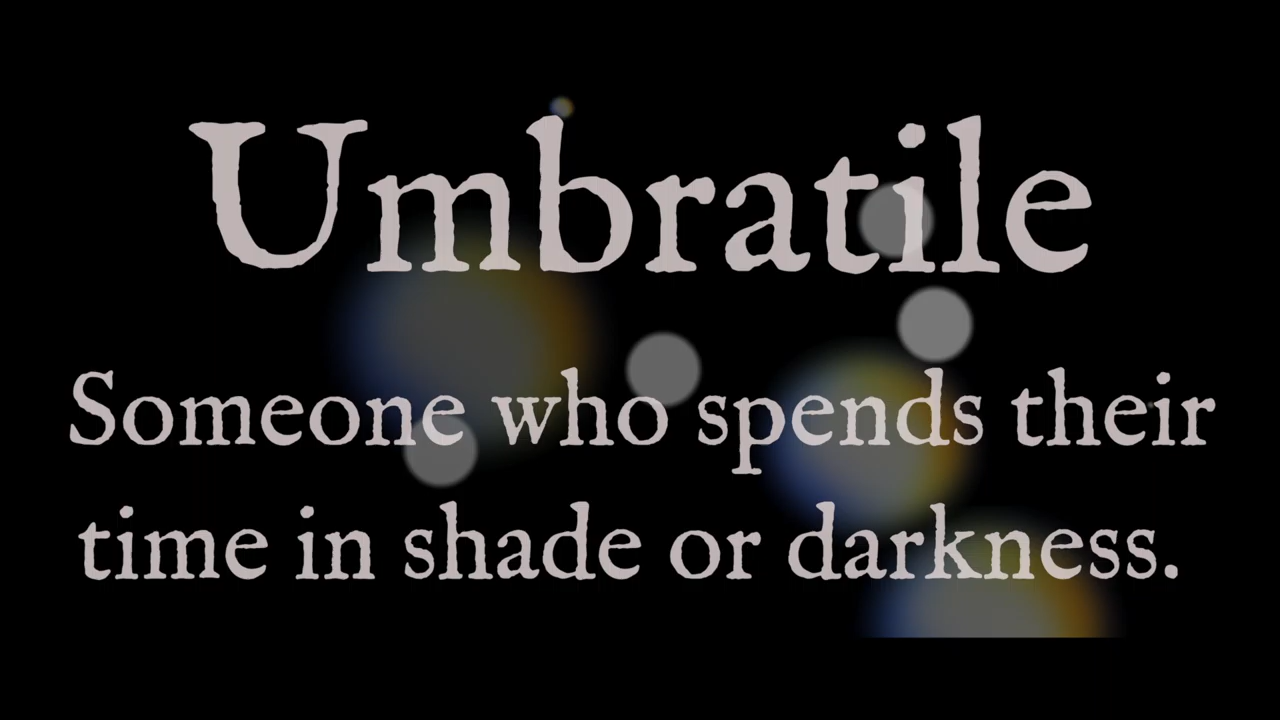 Umbratile
Someone who spends their
time in shade or darkness.